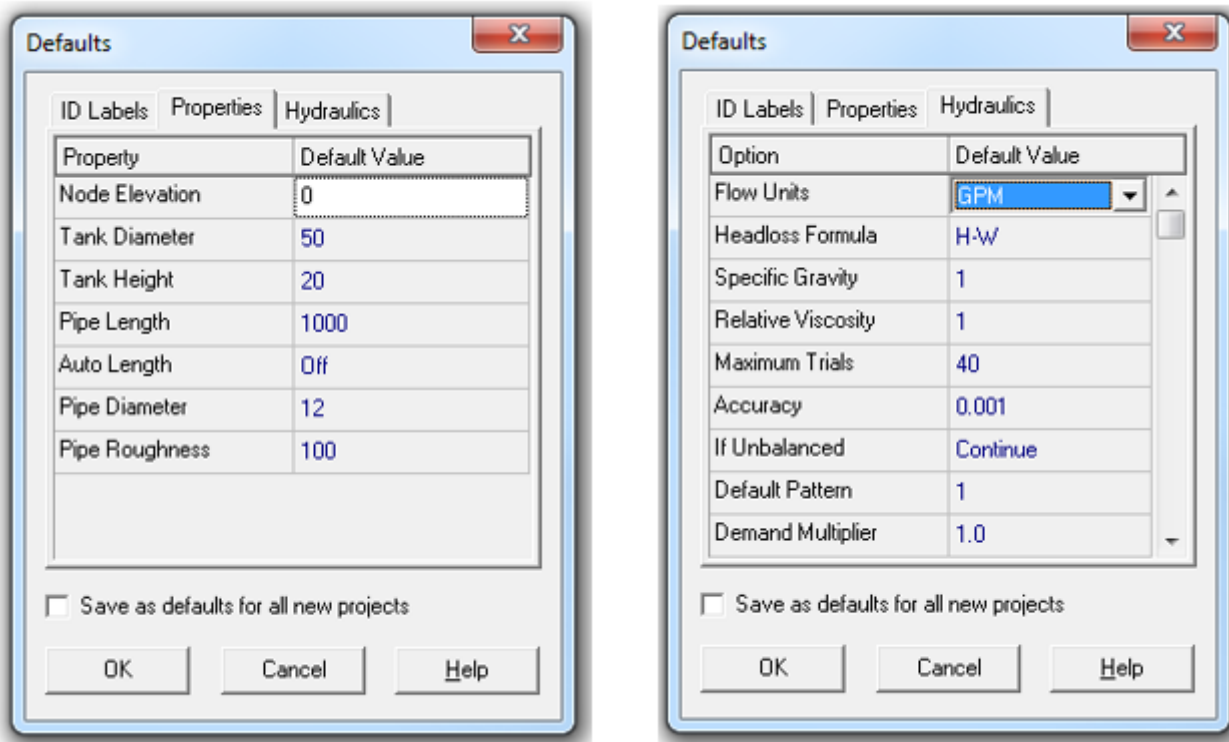 Defaults
ID Labels Properties Hydraulics
Property Default Value
Node Elevation 0
Tank Diameter 50
Tank Height 20
Pipe Length 1000
Auto Length Off
Pipe Diameter 12
Pipe Roughness 100
Save as defaults for all new projects
OK Cancel Help
Defaults
ID Labels Properties Hydraulics
Option Default Value
Flow Units GPM
Headloss Formula H-W
Specific Gravity 1
Relative Viscosity 1
Maximum Trials 40
Accuracy 0.001
If Unbalanced Continue
Default Pattern 1
Demand Multiplier 1.0
Save as defaults for all new projects
OK Cancel Help